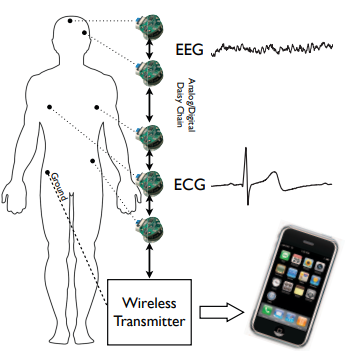 EEG
Analog/Digital
Daisy Chain
ECG
Ground
Wireless
Transmitter